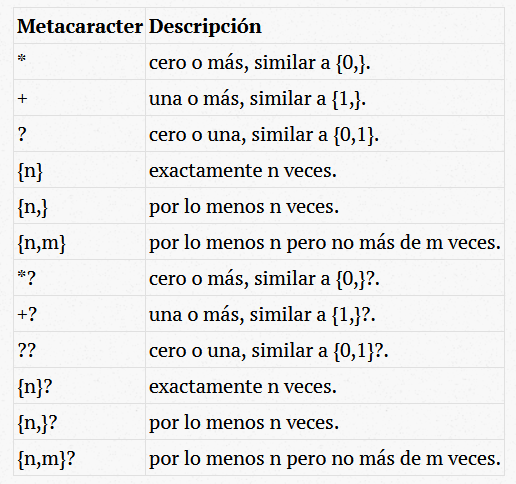 Metacaracter Descripción
* cero o más, similar a {0,}.
+ una o más, similar a {1,}.
? cero o una, similar a {0,1}.
{n} exactamente n veces.
{n,} por lo menos n veces.
{n,m} por lo menos n pero no más de m veces.
*? cero o más, similar a {0,}?.
+? una o más, similar a {1,}?.
?? cero o una, similar a {0,1}?.
{n}? exactamente n veces.
{n,}? por lo menos n veces.
{n,m}? por lo menos n pero no más de m veces.